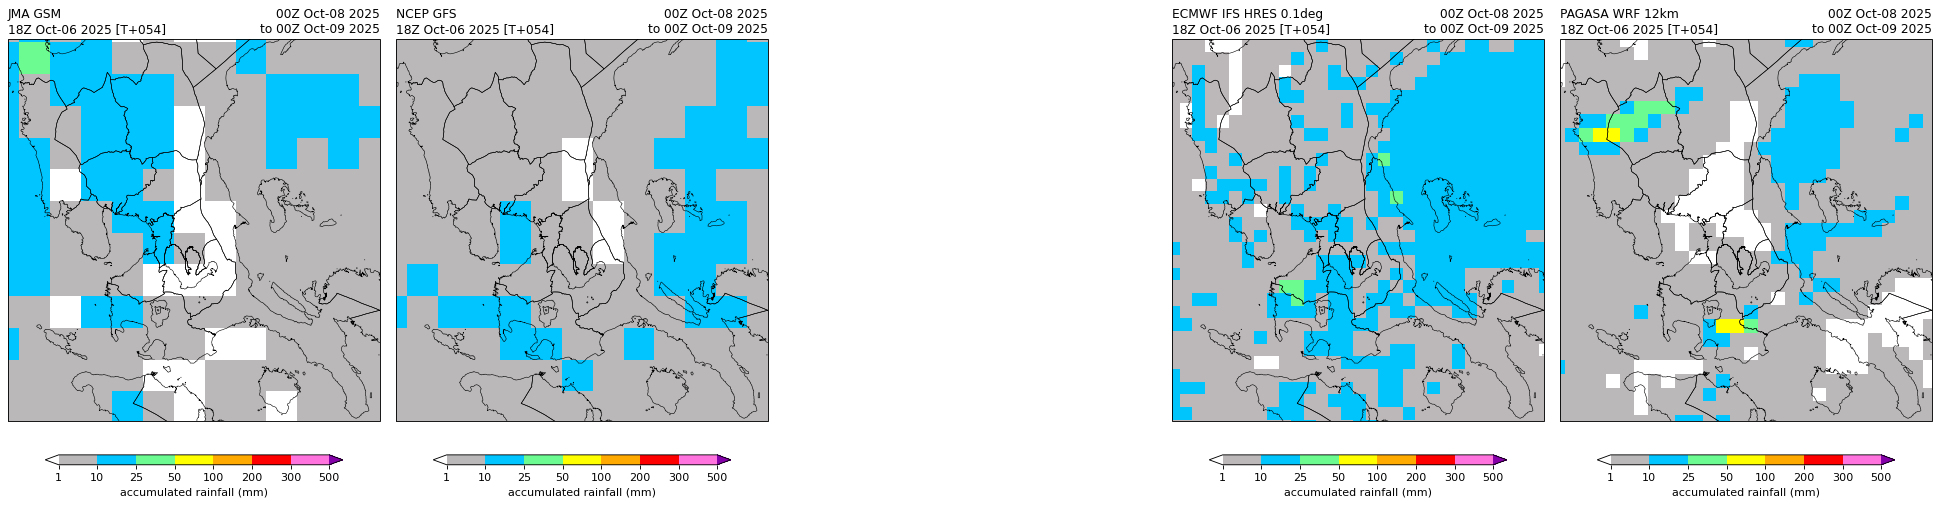 JMA GSM 00Z Oct-08 2025
18Z Oct-06 2025 [T+054] to 00Z Oct-09 2025
1 10 25 50 100 200 300 500
accumulated rainfall (mm)
NCEP GFS 00Z Oct-08 2025
18Z Oct-06 2025 [T+054] to 00Z Oct-09 2025
1 10 25 50 100 200 300 500
accumulated rainfall (mm)
ECMWF IFS HRES 0.1deg 00Z Oct-08 2025
18Z Oct-06 2025 [T+054] to 00Z Oct-09 2025
1 10 25 50 100 200 300 500
accumulated rainfall (mm)
PAGASA WRF 12km 00Z Oct-08 2025
18Z Oct-06 2025 [T+054] to 00Z Oct-09 2025
1 10 25 50 100 200 300 500
accumulated rainfall (mm)